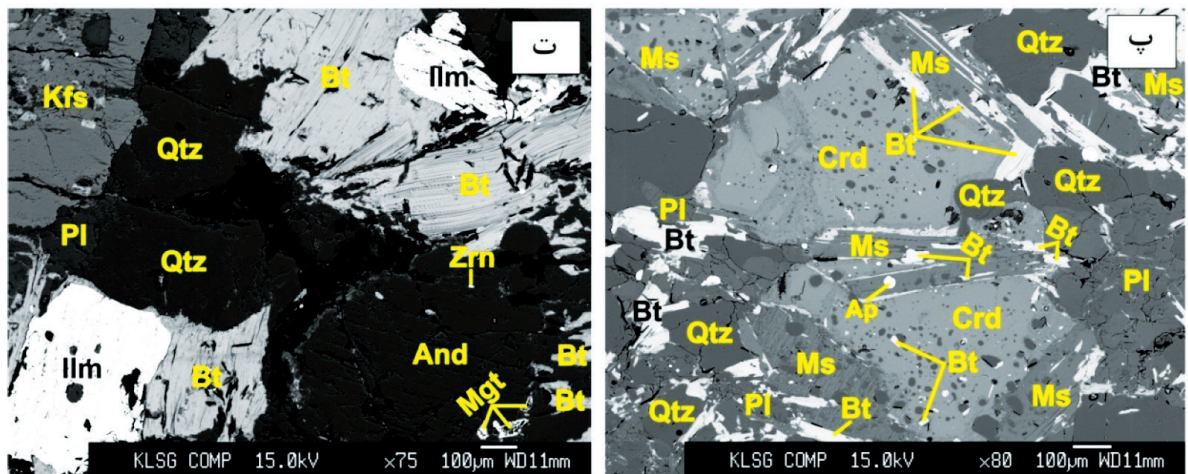 ت
Bt
Ilm
Kfs
Qtz
Bt
Pl
Qtz
Zrn
And
Ilm
Bt
Bt
Bt
Mgt
KLSG COMP 15.0kV ×75 100µm WD11mm
پ
Ms
Ms
Qtz
Bt
Ms
Bt
Crd
Qtz
Qtz
Pl
Bt
Ms
Bt
Bt
Pl
Bt
Ap
Qtz
Crd
Ms
Bt
Ms
Qtz
Pl
Bt
KLSG COMP 15.0kV ×80 100µm WD11mm